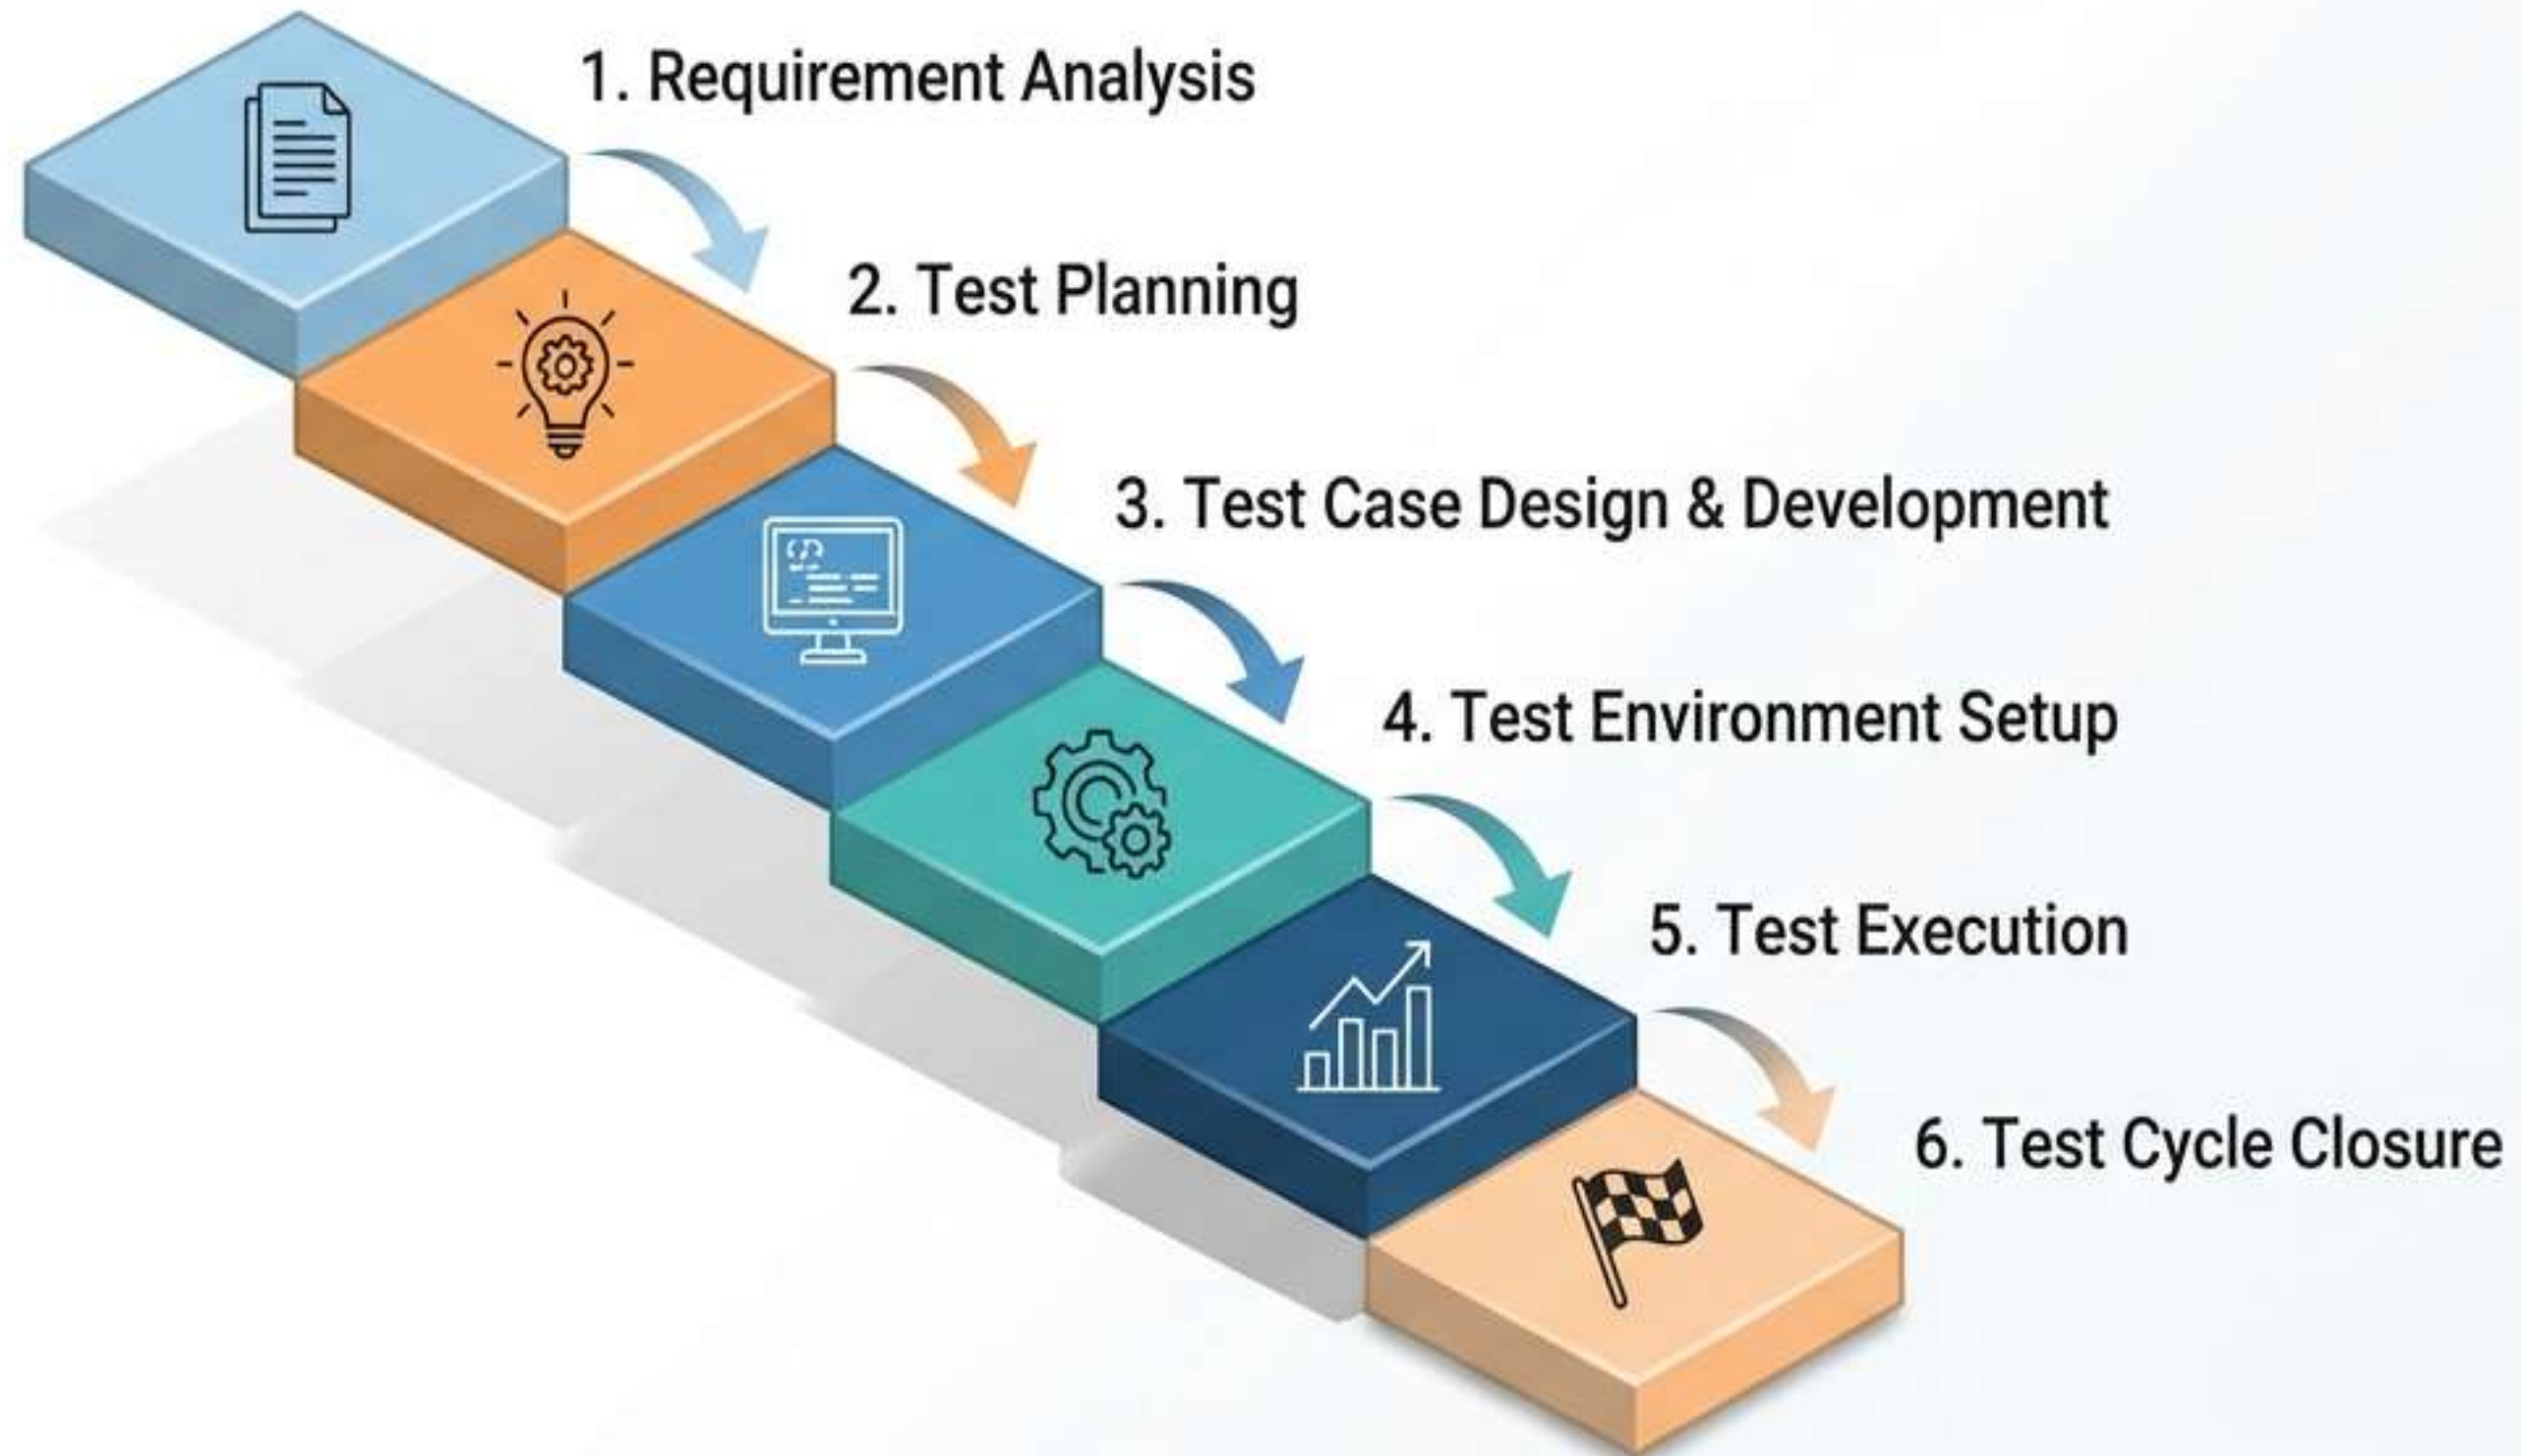 1. Requirement Analysis
2. Test Planning
3. Test Case Design & Development
4. Test Environment Setup
5. Test Execution
6. Test Cycle Closure